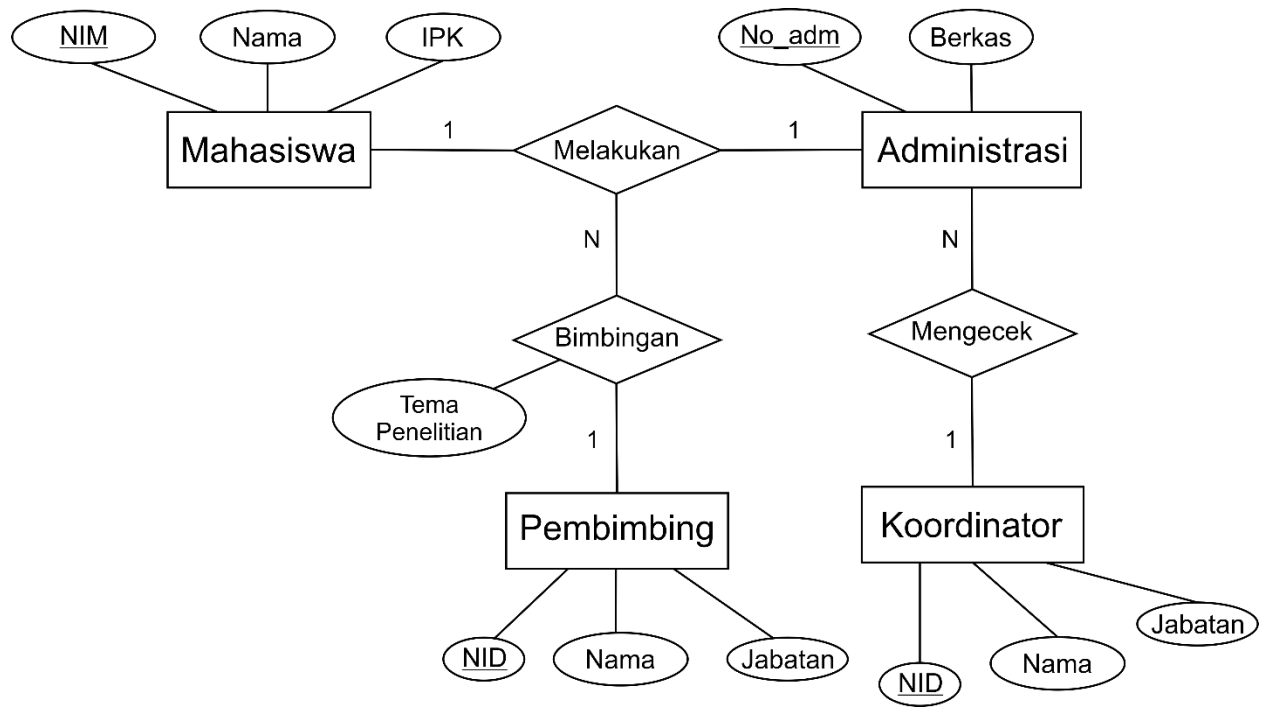 NIM
Nama
IPK
No_adm
Berkas
Mahasiswa
1
Melakukan
1
Administrasi
N
N
Bimbingan
Mengecek
Tema
Penelitian
1
1
Pembimbing
Koordinator
NID
Nama
Jabatan
NID
Nama
Jabatan